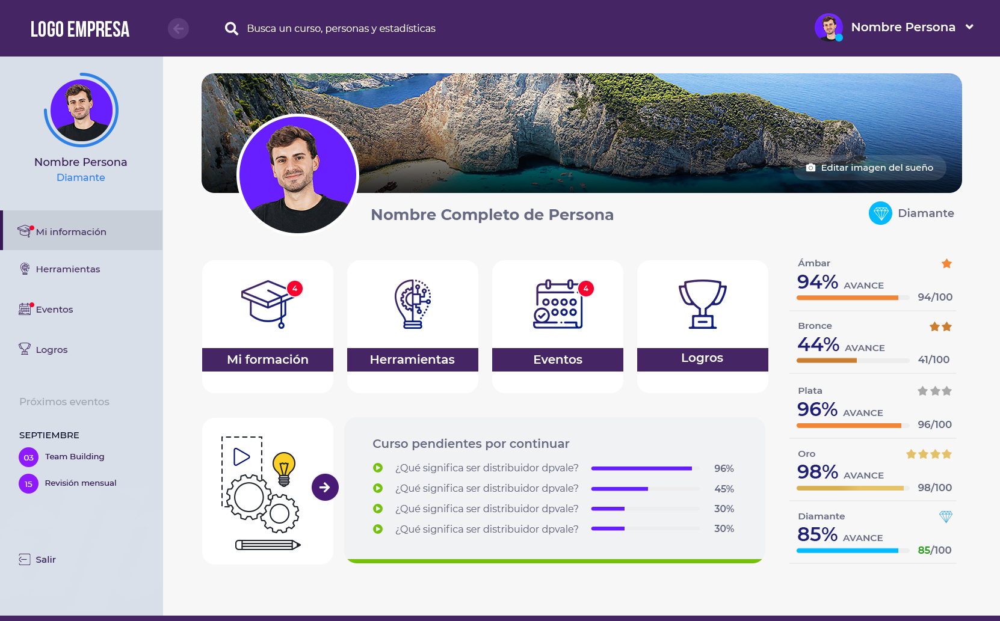 LOGO EMPRESA
Busca un curso, personas y estadísticas
Nombre Persona
Nombre Persona
Diamante
Mi información
Herramientas
Eventos
Logros
Próximos eventos
SEPTIEMBRE
03 Team Building
15 Revisión mensual
Salir
Editar imagen del sueño
Nombre Completo de Persona
Diamante
4
Mi formación
Herramientas
4
Eventos
Logros
Curso pendientes por continuar
¿Qué significa ser distribuidor dpvale? 96%
¿Qué significa ser distribuidor dpvale? 45%
¿Qué significa ser distribuidor dpvale? 30%
¿Qué significa ser distribuidor dpvale? 30%
Ámbar
94% AVANCE
94/100
Bronce
44% AVANCE
41/100
Plata
96% AVANCE
96/100
Oro
98% AVANCE
98/100
Diamante
85% AVANCE
85/100